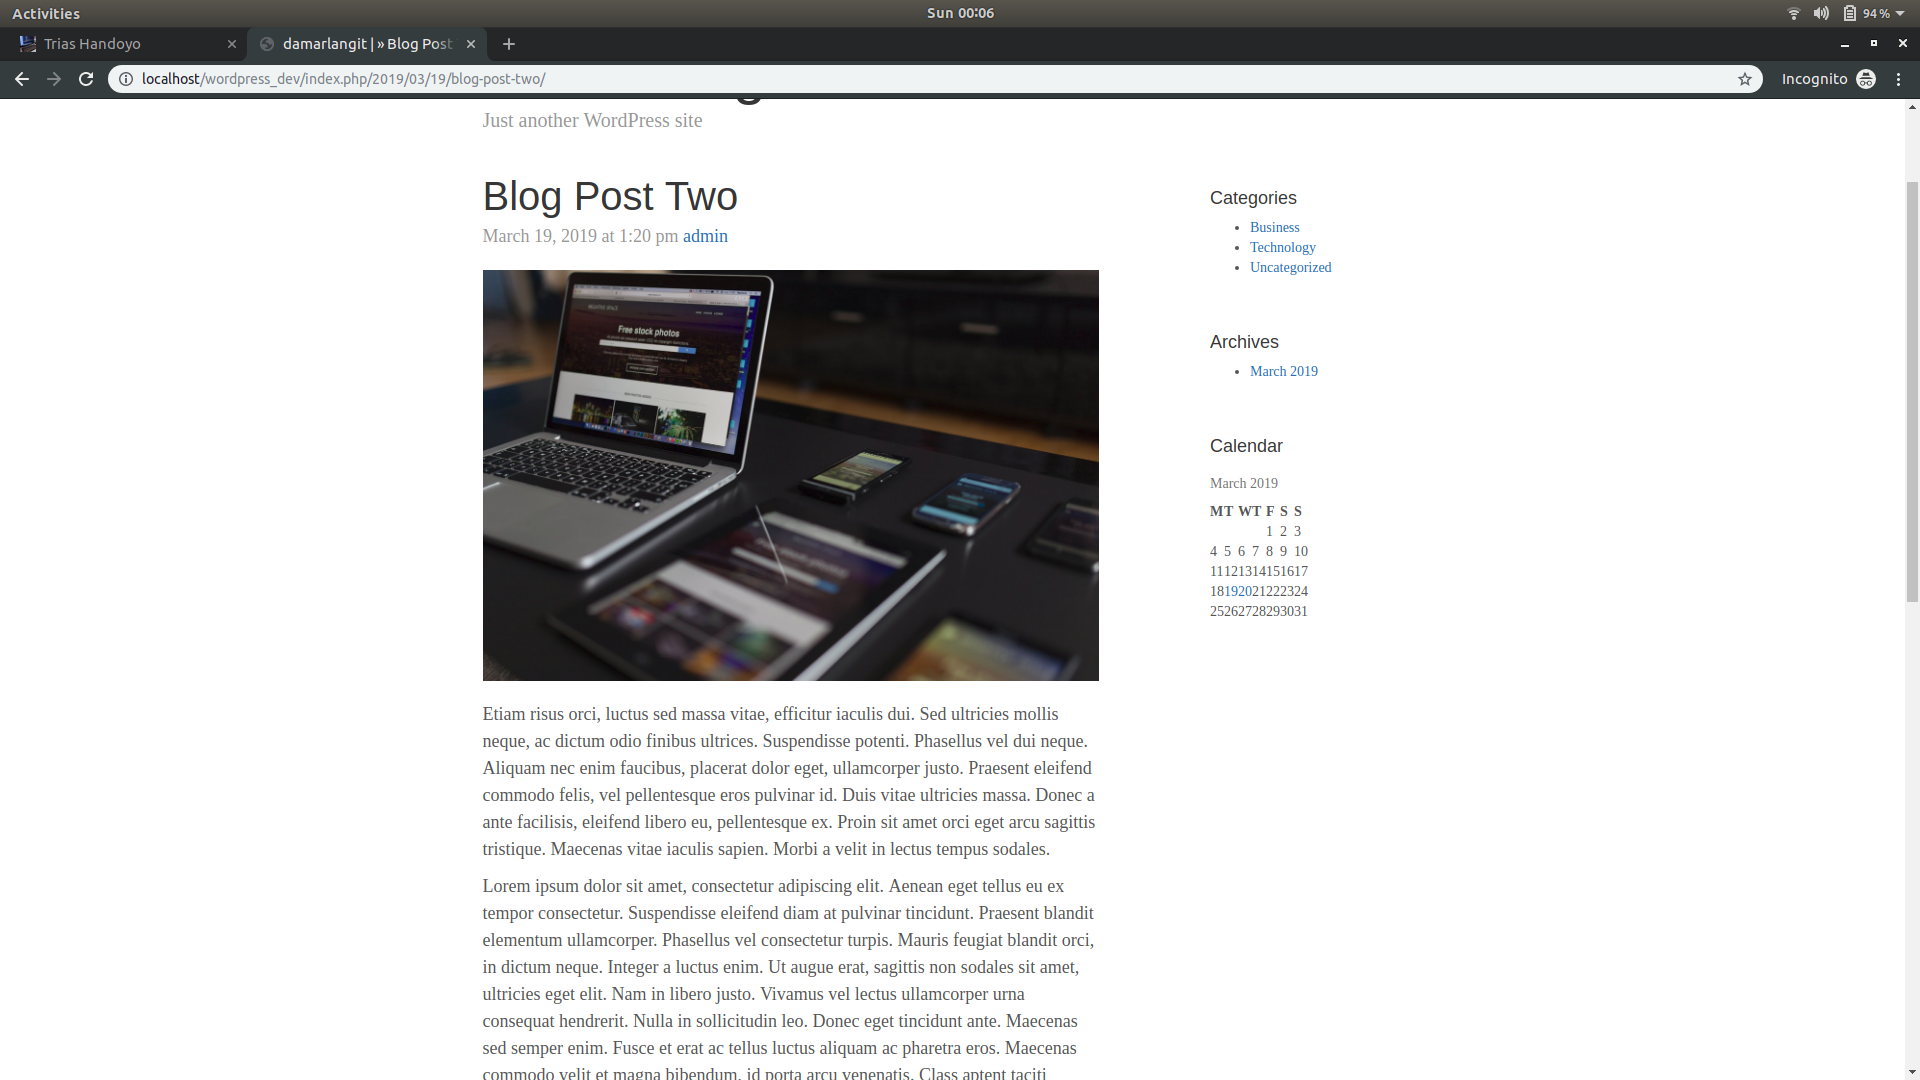 Activities
Sun 00:06
94 %
Trias Handoyo
damarlangit | » Blog Post
localhost/wordpress_dev/index.php/2019/03/19/blog-post-two/
Incognito
Just another WordPress site
Blog Post Two
March 19, 2019 at 1:20 pm admin
Free stock photos
Etiam risus orci, luctus sed massa vitae, efficitur iaculis dui. Sed ultricies mollis
neque, ac dictum odio finibus ultrices. Suspendisse potenti. Phasellus vel dui neque.
Aliquam nec enim faucibus, placerat dolor eget, ullamcorper justo. Praesent eleifend
commodo felis, vel pellentesque eros pulvinar id. Duis vitae ultricies massa. Donec a
ante facilisis, eleifend libero eu, pellentesque ex. Proin sit amet orci eget arcu sagittis
tristique. Maecenas vitae iaculis sapien. Morbi a velit in lectus tempus sodales.
Lorem ipsum dolor sit amet, consectetur adipiscing elit. Aenean eget tellus eu ex
tempor consectetur. Suspendisse eleifend diam at pulvinar tincidunt. Praesent blandit
elementum ullamcorper. Phasellus vel consectetur turpis. Mauris feugiat blandit orci,
in dictum neque. Integer a luctus enim. Ut augue erat, sagittis non sodales sit amet,
ultricies eget elit. Nam in libero justo. Vivamus vel lectus ullamcorper urna
consequat hendrerit. Nulla in sollicitudin leo. Donec eget tincidunt ante. Maecenas
sed semper enim. Fusce et erat ac tellus luctus aliquam ac pharetra eros. Maecenas
commodo velit et magna bibendum, id porta arcu venenatis. Class aptent taciti
Categories
Business
Technology
Uncategorized
Archives
March 2019
Calendar
March 2019
M T W T F S S
1 2 3
4 5 6 7 8 9 10
11 12 13 14 15 16 17
18 19 20 21 22 23 24
25 26 27 28 29 30 31